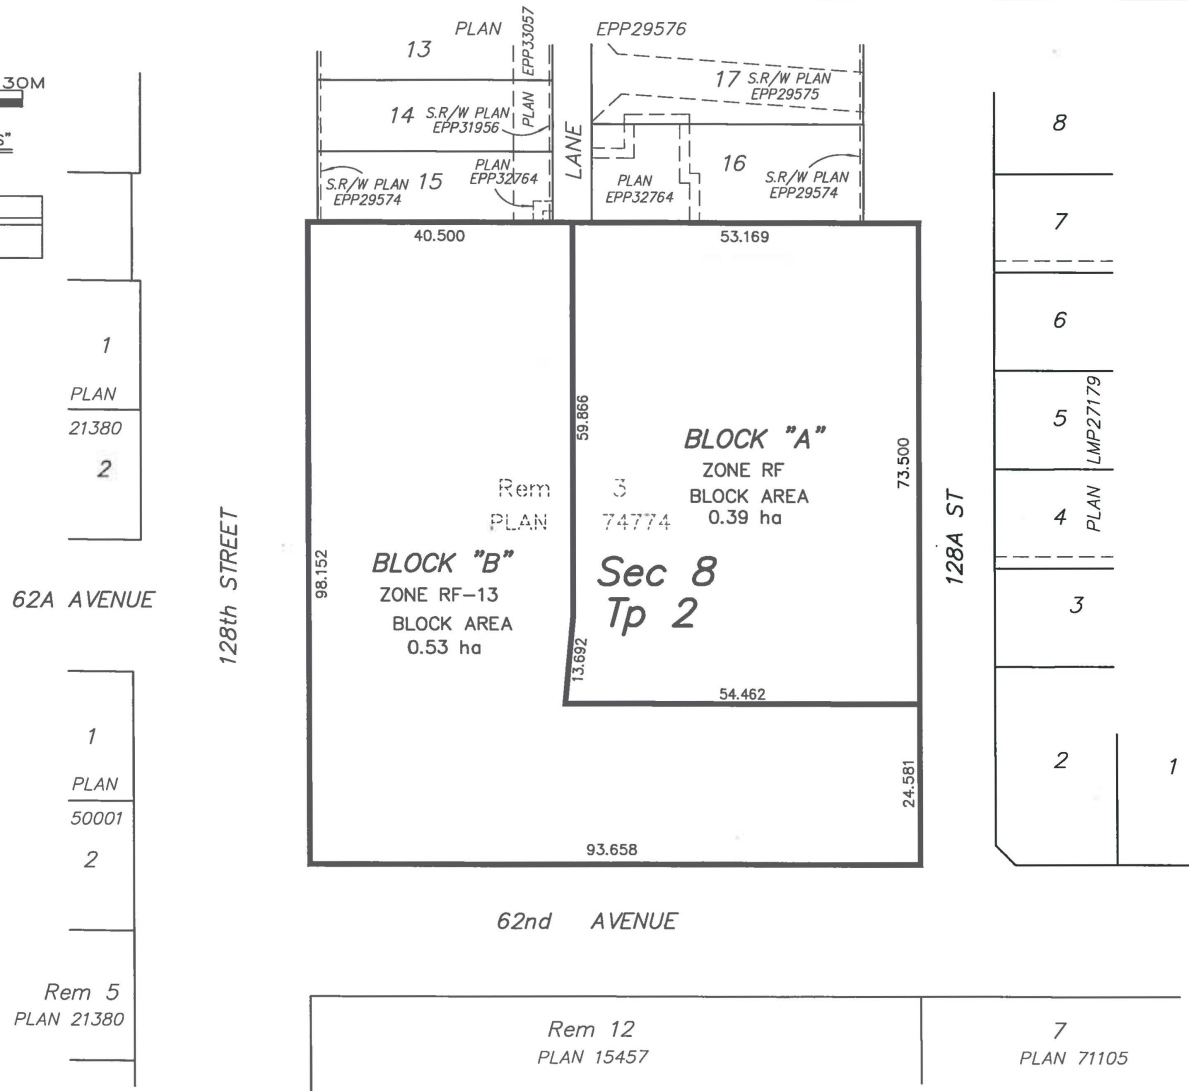 30M
S"
PLAN
13
PLAN EPP33057
EPP29576
17 S.R/W PLAN
EPP29575
14 S.R/W PLAN
EPP31956
LANE
8
PLAN
EPP32764
15
S.R/W PLAN
EPP29574
PLAN
EPP32764
16
S.R/W PLAN
EPP29574
7
40.500
53.169
6
1
PLAN
21380
2
59.866
BLOCK "A"
ZONE RF
BLOCK AREA
0.39 ha
73.500
5
PLAN LMP27179
4
Rem 3
PLAN 74774
128th STREET
98.152
BLOCK "B"
ZONE RF-13
BLOCK AREA
0.53 ha
Sec 8
Tp 2
128A ST
62A AVENUE
3
13.692
54.462
1
PLAN
50001
2
24.581
2
1
93.658
62nd AVENUE
Rem 5
PLAN 21380
Rem 12
PLAN 15457
7
PLAN 71105